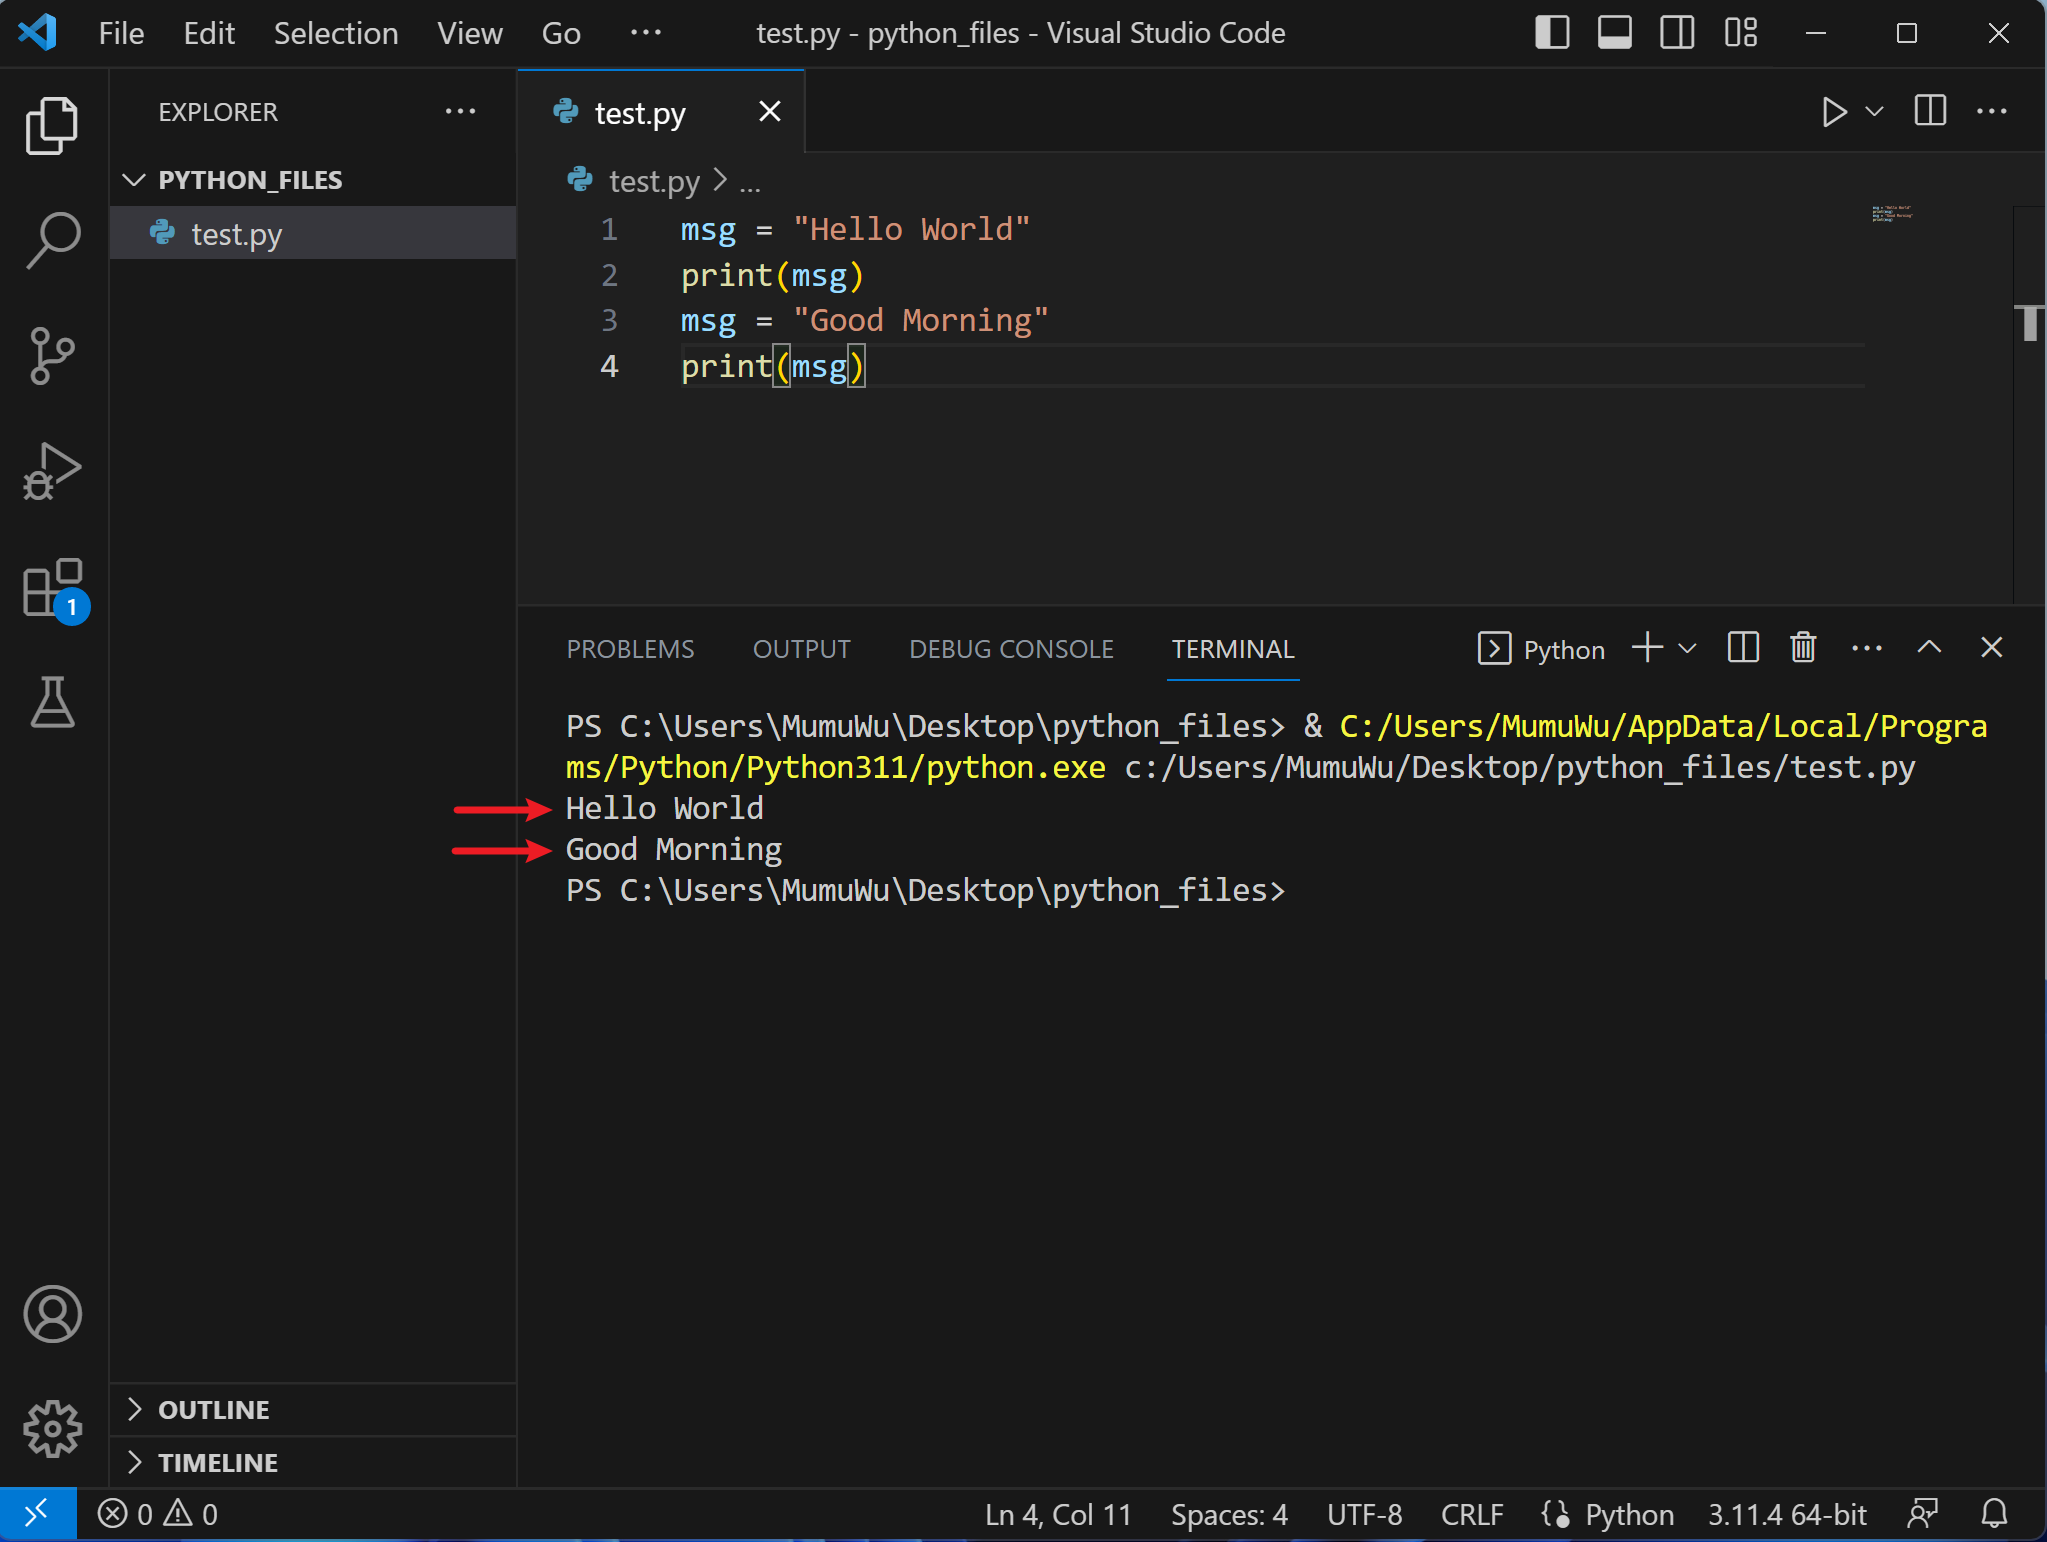 File Edit Selection View Go ··· test.py - python_files - Visual Studio Code
EXPLORER ···
PYTHON_FILES
test.py
test.py
test.py > ...
1 msg = "Hello World"
2 print(msg)
3 msg = "Good Morning"
4 print(msg)
PROBLEMS OUTPUT DEBUG CONSOLE TERMINAL Python
PS C:\Users\MumuWu\Desktop\python_files> & C:/Users/MumuWu/AppData/Local/Progra
ms/Python/Python311/python.exe c:/Users/MumuWu/Desktop/python_files/test.py
Hello World
Good Morning
PS C:\Users\MumuWu\Desktop\python_files>
1
OUTLINE
TIMELINE
0 0 Ln 4, Col 11 Spaces: 4 UTF-8 CRLF Python 3.11.4 64-bit